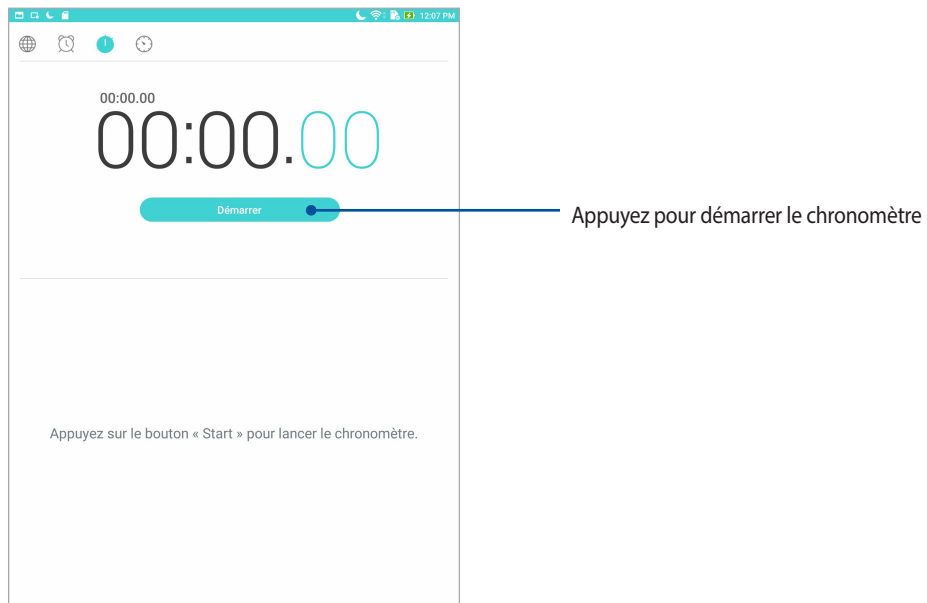 12:07 PM
00:00.00
00:00.00
Démarrer
Appuyez pour démarrer le chronomètre
Appuyez sur le bouton « Start » pour lancer le chronomètre.